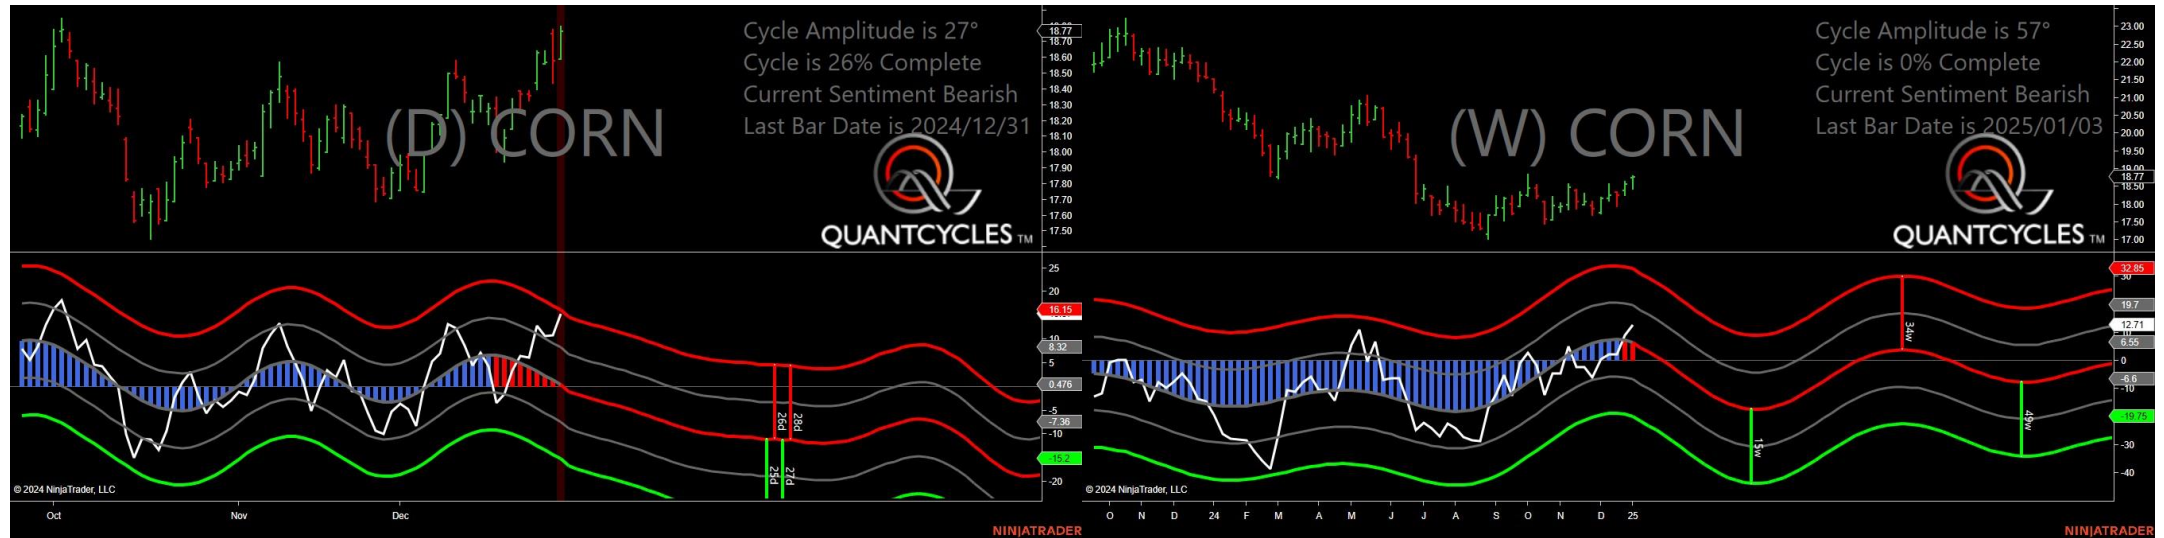 Cycle Amplitude is 27°
Cycle is 26% Complete
Current Sentiment Bearish
Last Bar Date is 2024/12/31
(D) CORN
QUANTCYCLES TM
18.77
18.70
18.60
18.50
18.40
18.30
18.20
18.10
18.00
17.90
17.80
17.70
17.60
17.50
25
20
16.15
10
8.32
5
0.476
-5
-7.36
-10
-15.2
-20
26d
28d
25d
27d
© 2024 NinjaTrader, LLC
Oct
Nov
Dec
NINJATRADER
Cycle Amplitude is 57°
Cycle is 0% Complete
Current Sentiment Bearish
Last Bar Date is 2025/01/03
(W) CORN
QUANTCYCLES TM
23.00
22.50
22.00
21.50
21.00
20.50
20.00
19.50
19.00
18.77
18.50
18.00
17.50
17.00
32.85
30
19.7
12.71
10
6.55
0
-6.6
-10
-19.75
-30
-40
34w
15w
49w
© 2024 NinjaTrader, LLC
O N D 24 F M A M J J A S O N D 25
NINJATRADER